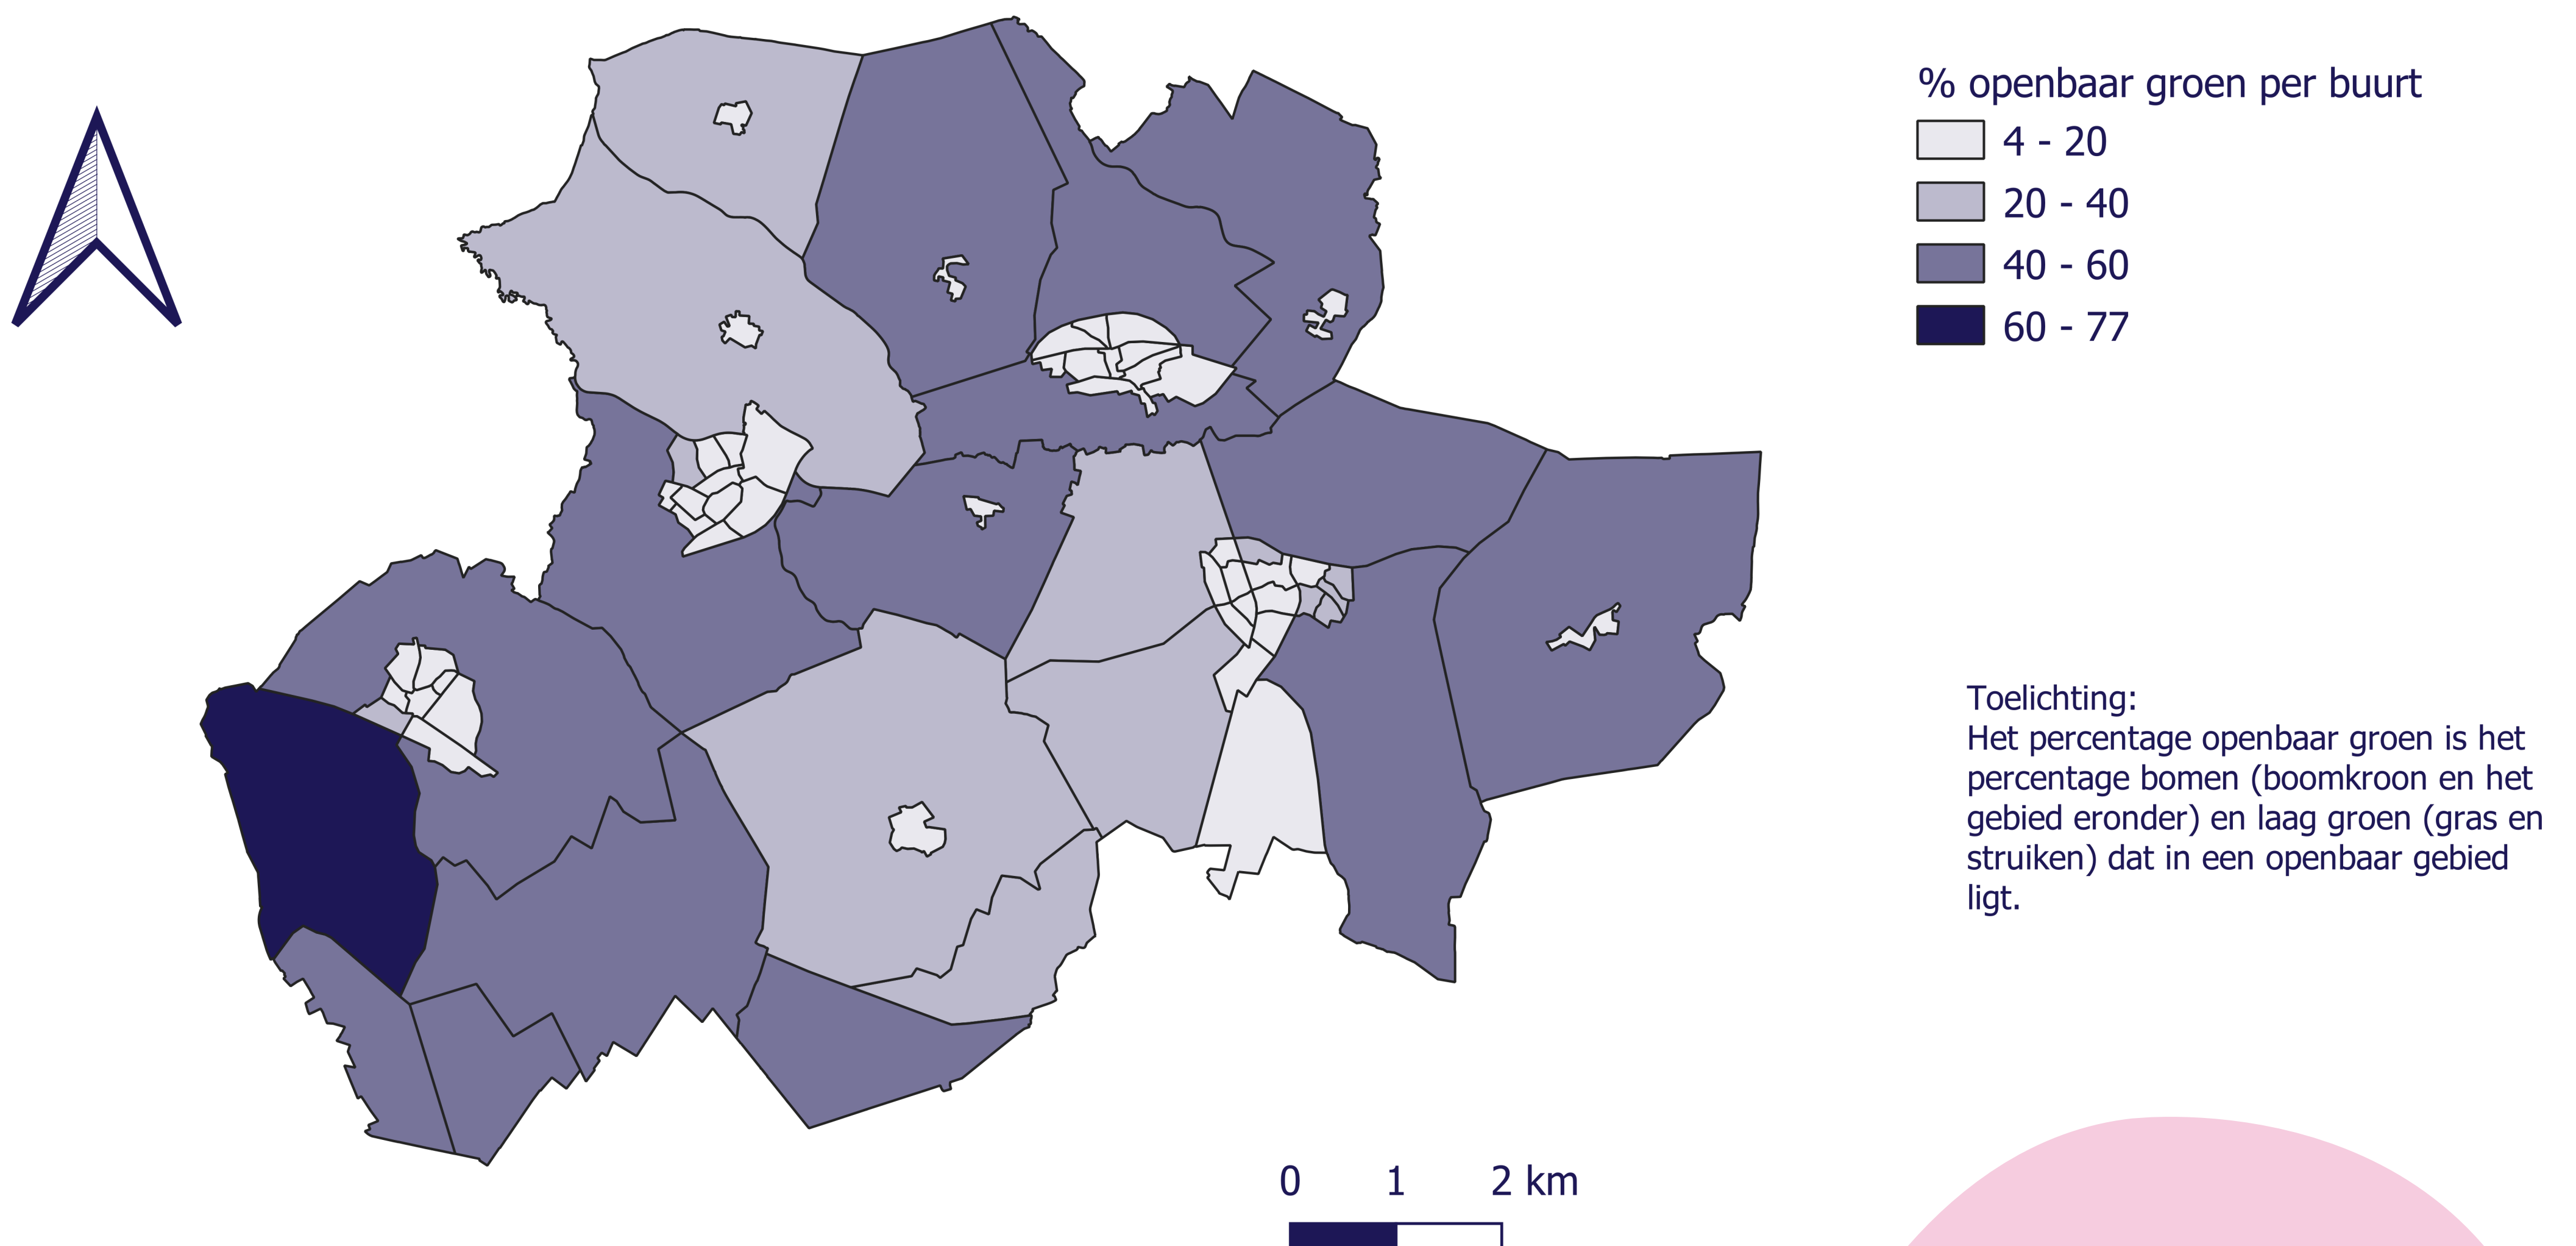 % openbaar groen per buurt
4 - 20
20 - 40
40 - 60
60 - 77
Toelichting:
Het percentage openbaar groen is het
percentage bomen (boomkroon en het
gebied eronder) en laag groen (gras en
struiken) dat in een openbaar gebied
ligt.
0 1 2 km